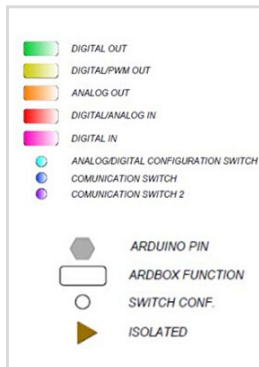 DIGITAL OUT
DIGITAL/PWM OUT
ANALOG OUT
DIGITAL/ANALOG IN
DIGITAL IN
ANALOG/DIGITAL CONFIGURATION SWITCH
COMUNICATION SWITCH
COMUNICATION SWITCH 2
ARDUINO PIN
ARDBOX FUNCTION
SWITCH CONF.
ISOLATED